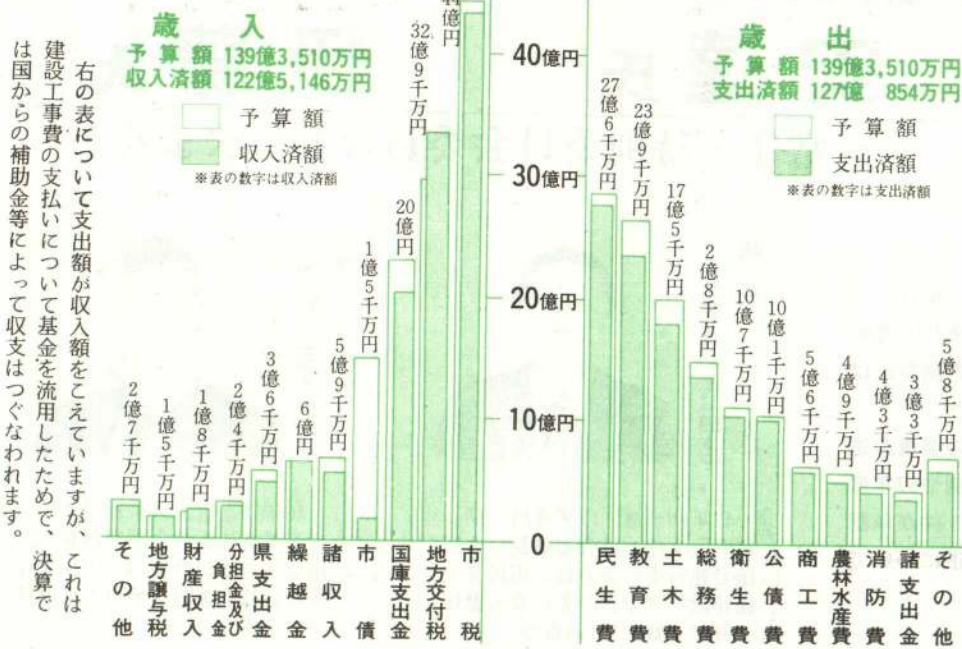 歳入
予算額 139億3,510万円
収入済額 122億5,146万円
予算額
収入済額
※表の数字は収入済額
右の表について支出額が収入額をこえていますが、これは
建設工事費の支払いについて基金を流用したためで、決算で
は国からの補助金等によって収支はつぐなわれます。
2億7千万円
1億5千万円
1億8千万円
2億4千万円
3億6千万円
6億円
5億9千万円
1億5千万円
20億円
32億9千万円
44億円
その他
地方譲与税
財産収入
分担金及び
負担金
県支出金
繰越金
諸収入
市債
国庫支出金
地方交付税
市税
40億円
30億円
20億円
10億円
0
歳出
予算額 139億3,510万円
支出済額 127億 854万円
予算額
支出済額
※表の数字は支出済額
27億6千万円
23億9千万円
17億5千万円
2億8千万円
10億7千万円
10億1千万円
5億6千万円
4億9千万円
4億3千万円
3億3千万円
5億8千万円
民生費
教育費
土木費
総務費
衛生費
公債費
商工費
農林水産費
消防費
諸支出金
その他